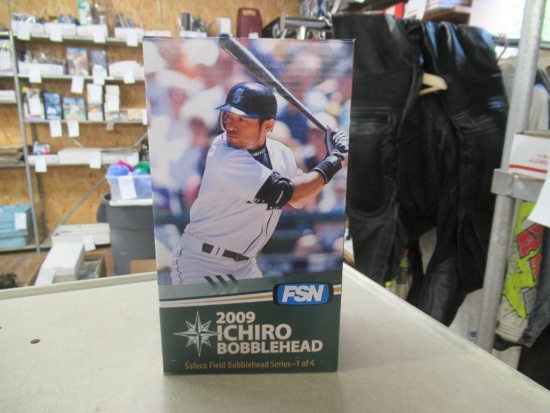 FSN
2009
ICHIRO
BOBBLEHEAD
Safeco Field Bobblehead Series–1 of 4